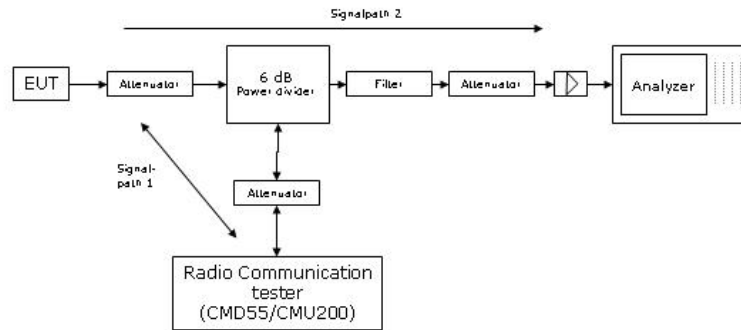 Signalpath 2
EUT
Attenuator
6 dB
Power divider
Filter
Attenuator
Analyzer
Signal-
path 1
Attenuator
Radio Communication
tester
(CMD55/CMU200)